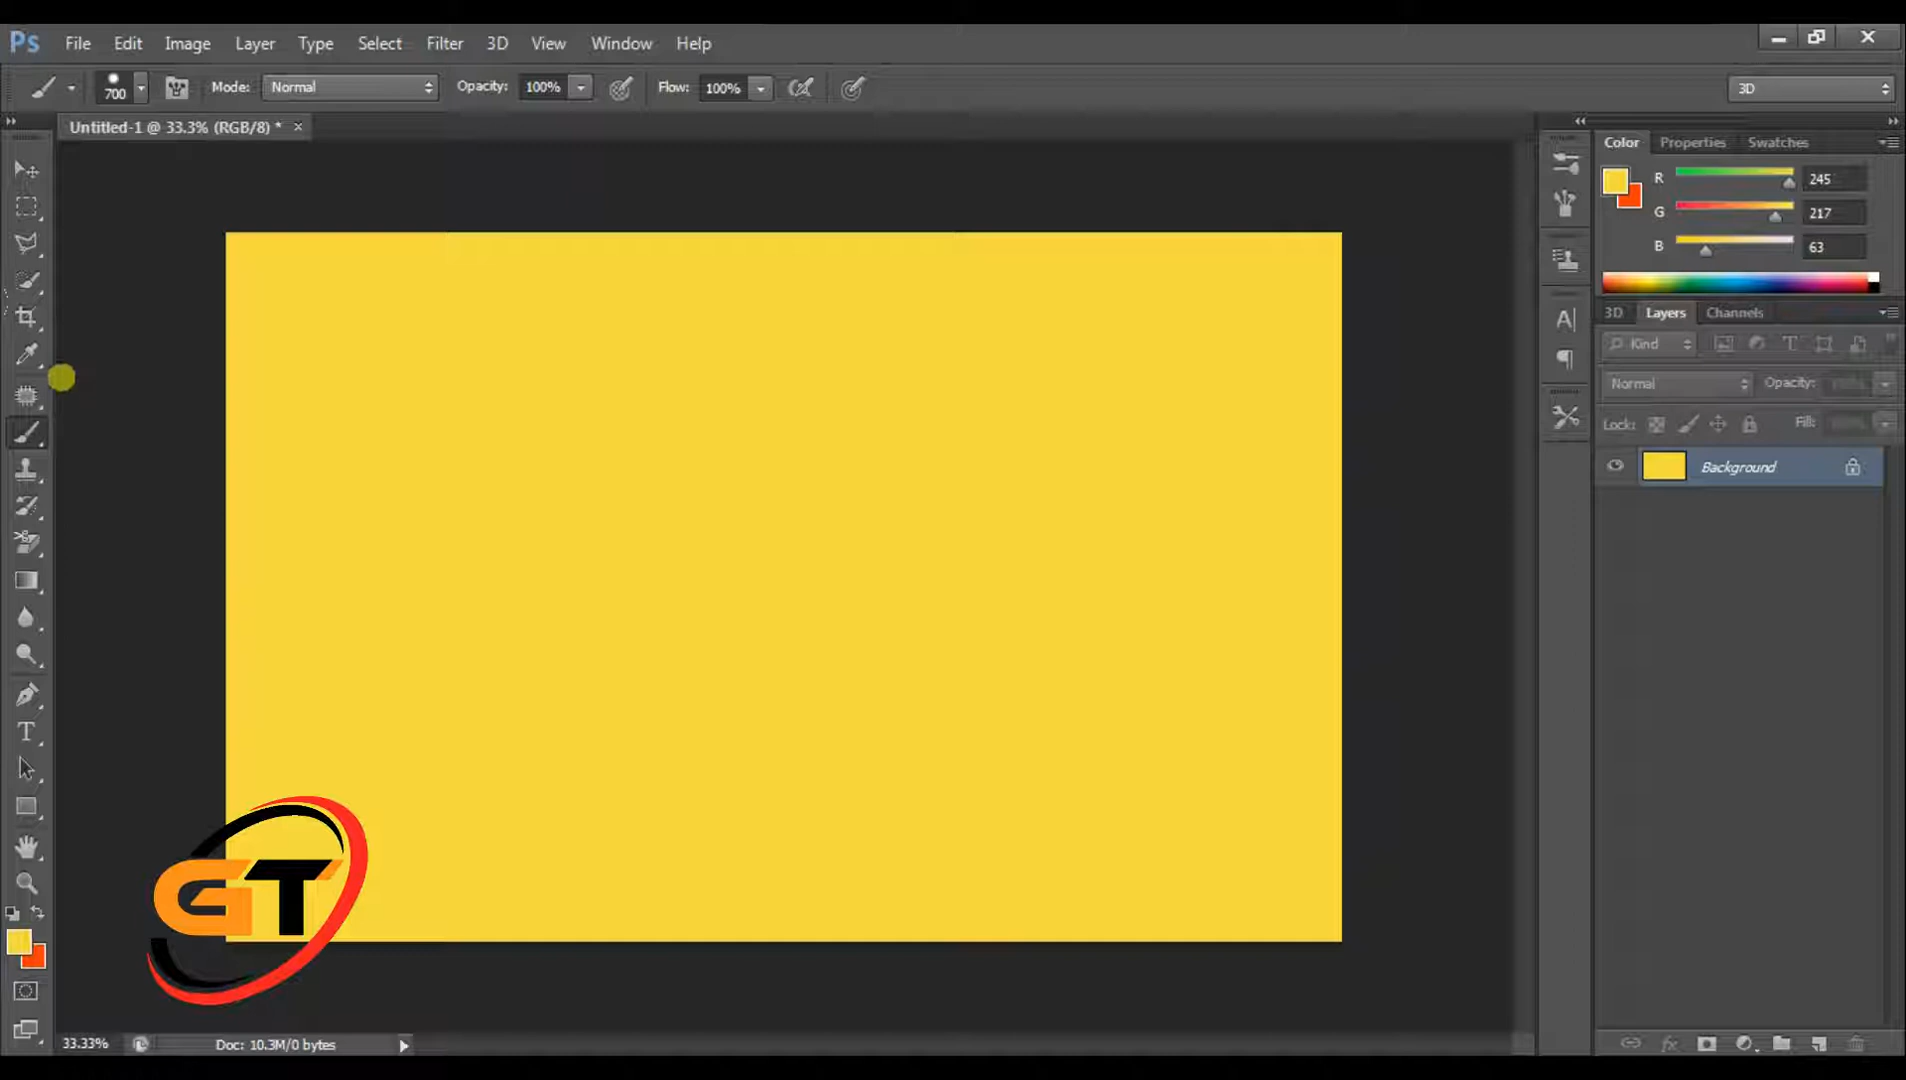 Ps File Edit Image Layer Type Select Filter 3D View Window Help
700 Mode: Normal Opacity: 100% Flow: 100% 3D
Untitled-1 @ 33.3% (RGB/8) * ×
Color Properties Swatches
R 245
G 217
B 63
3D Layers Channels
Kind
Normal Opacity:
Lock: Fill:
Background
GT
33.33% Doc: 10.3M/0 bytes